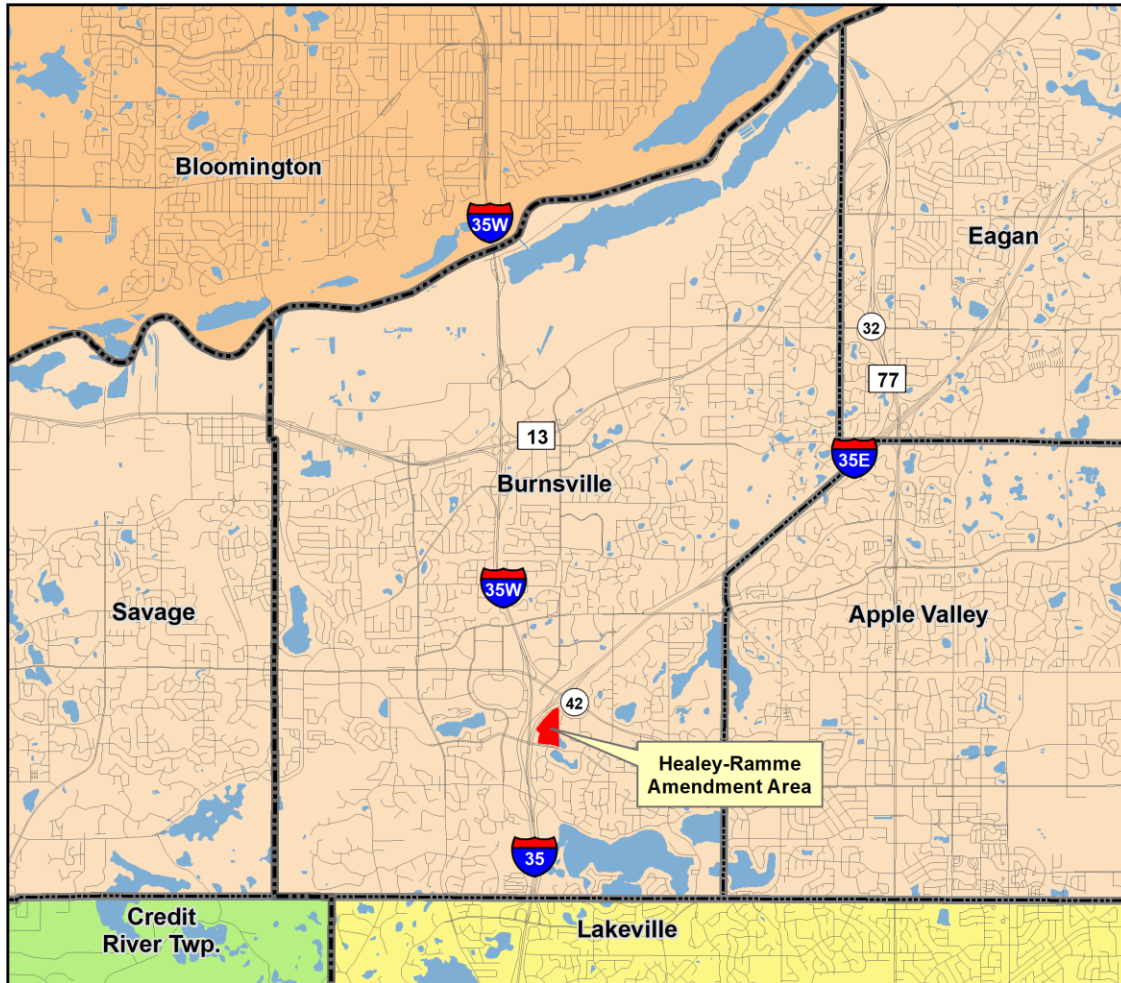 Bloomington
35W
Eagan
32
77
13
35E
Burnsville
35W
Savage
Apple Valley
42
Healey-Ramme
Amendment Area
35
Credit
River Twp.
Lakeville